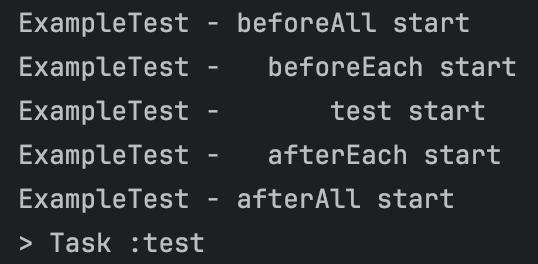 ExampleTest - beforeAll start
ExampleTest -   beforeEach start
ExampleTest -       test start
ExampleTest -   afterEach start
ExampleTest - afterAll start
> Task :test